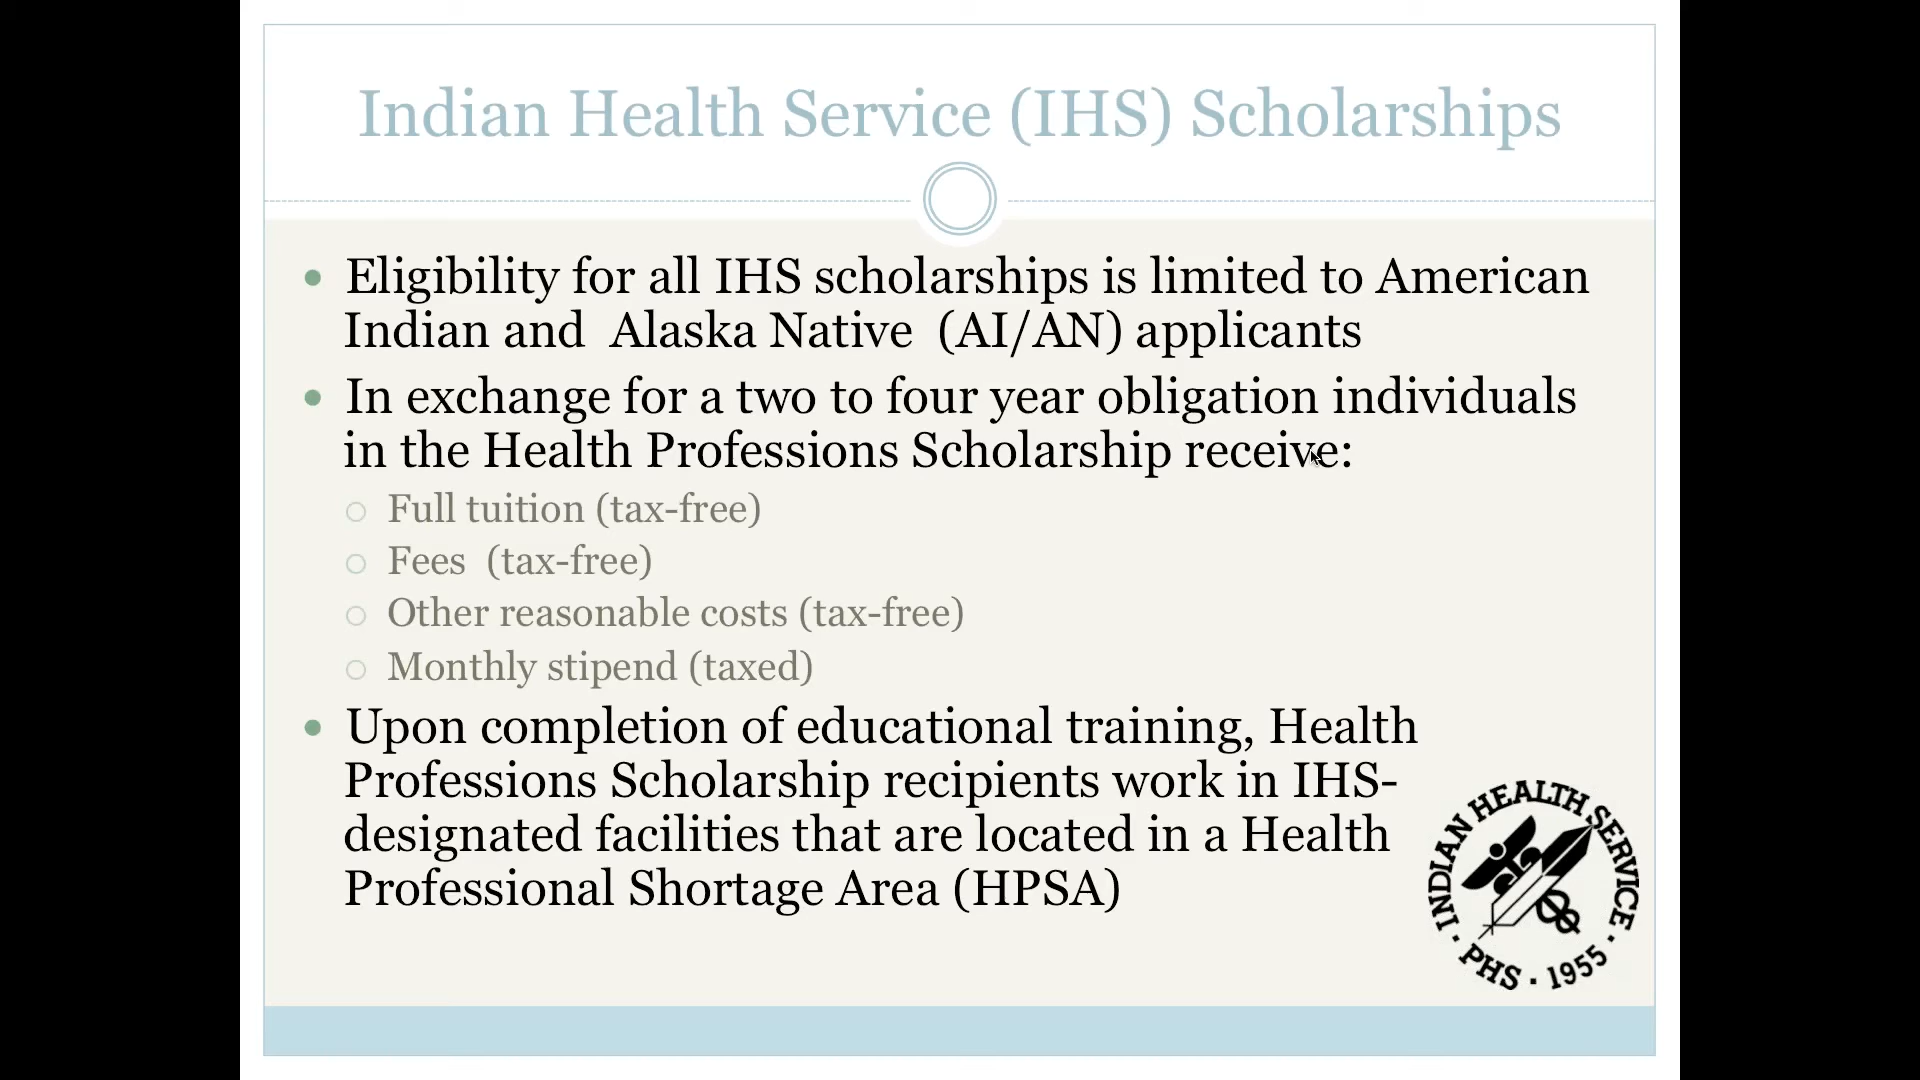 Indian Health Service (IHS) Scholarships
• Eligibility for all IHS scholarships is limited to American
Indian and  Alaska Native  (AI/AN) applicants
• In exchange for a two to four year obligation individuals
in the Health Professions Scholarship receive:
○ Full tuition (tax-free)
○ Fees  (tax-free)
○ Other reasonable costs (tax-free)
○ Monthly stipend (taxed)
• Upon completion of educational training, Health
Professions Scholarship recipients work in IHS-
designated facilities that are located in a Health
Professional Shortage Area (HPSA)
INDIAN HEALTH SERVICE
· PHS · 1955 ·